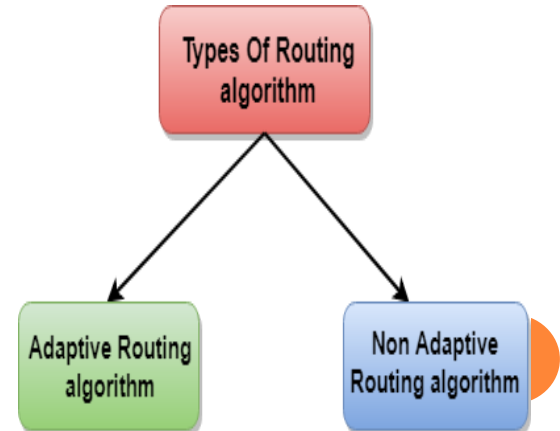 Types Of Routing
algorithm
Adaptive Routing
algorithm
Non Adaptive
Routing algorithm